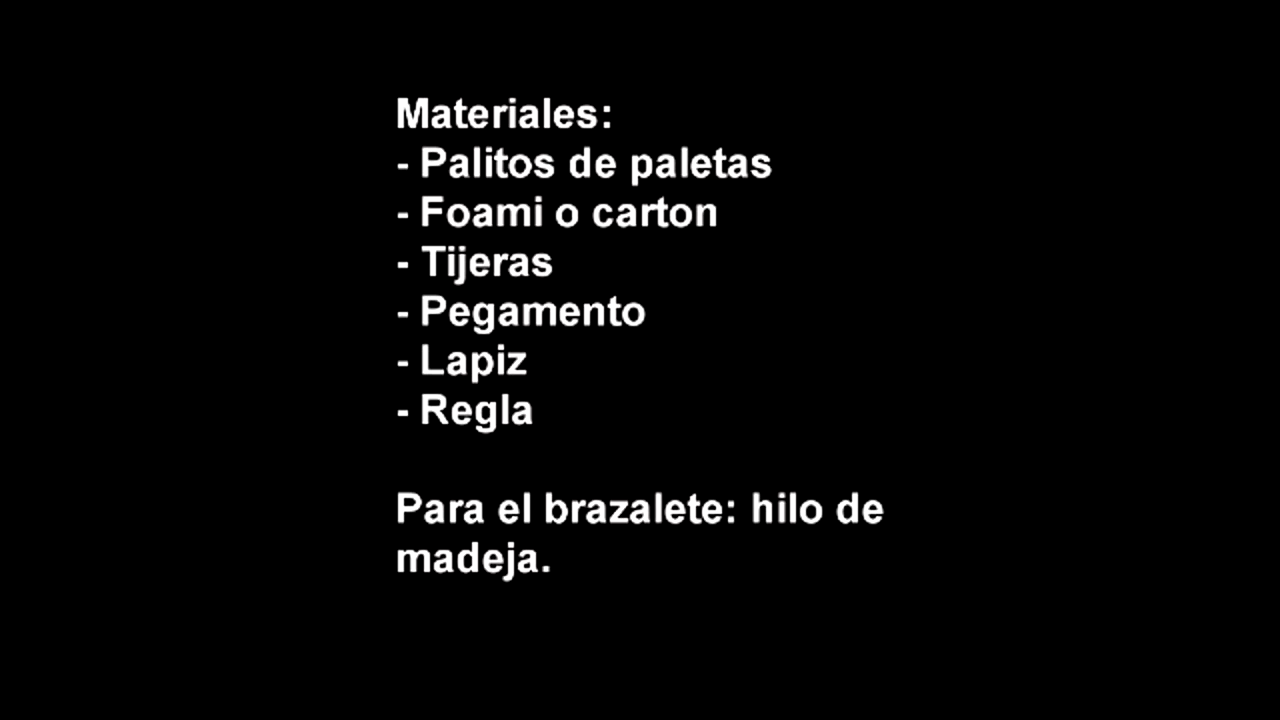 Materiales:
- Palitos de paletas
- Foami o carton
- Tijeras
- Pegamento
- Lapiz
- Regla
Para el brazalete: hilo de
madeja.